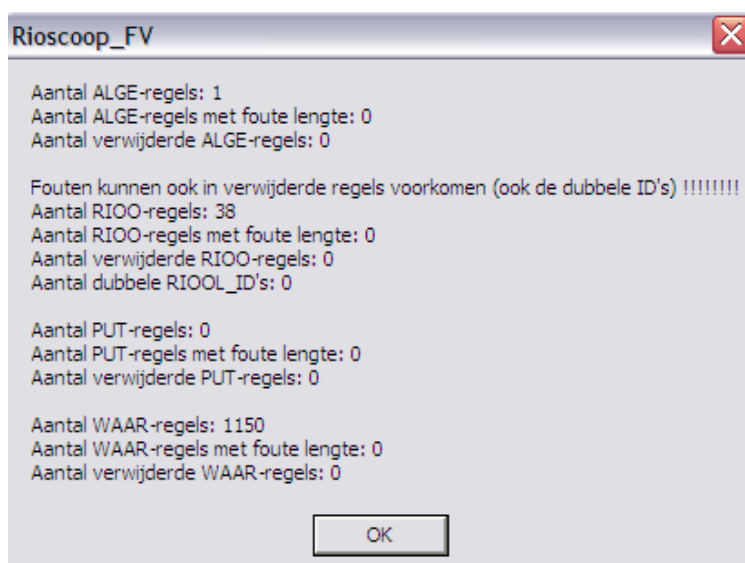 Rioscoop_FV
Aantal ALGE-regels: 1
Aantal ALGE-regels met foute lengte: 0
Aantal verwijderde ALGE-regels: 0
Fouten kunnen ook in verwijderde regels voorkomen (ook de dubbele ID's) !!!!!!!!
Aantal RIOO-regels: 38
Aantal RIOO-regels met foute lengte: 0
Aantal verwijderde RIOO-regels: 0
Aantal dubbele RIOOL_ID's: 0
Aantal PUT-regels: 0
Aantal PUT-regels met foute lengte: 0
Aantal verwijderde PUT-regels: 0
Aantal WAAR-regels: 1150
Aantal WAAR-regels met foute lengte: 0
Aantal verwijderde WAAR-regels: 0
OK